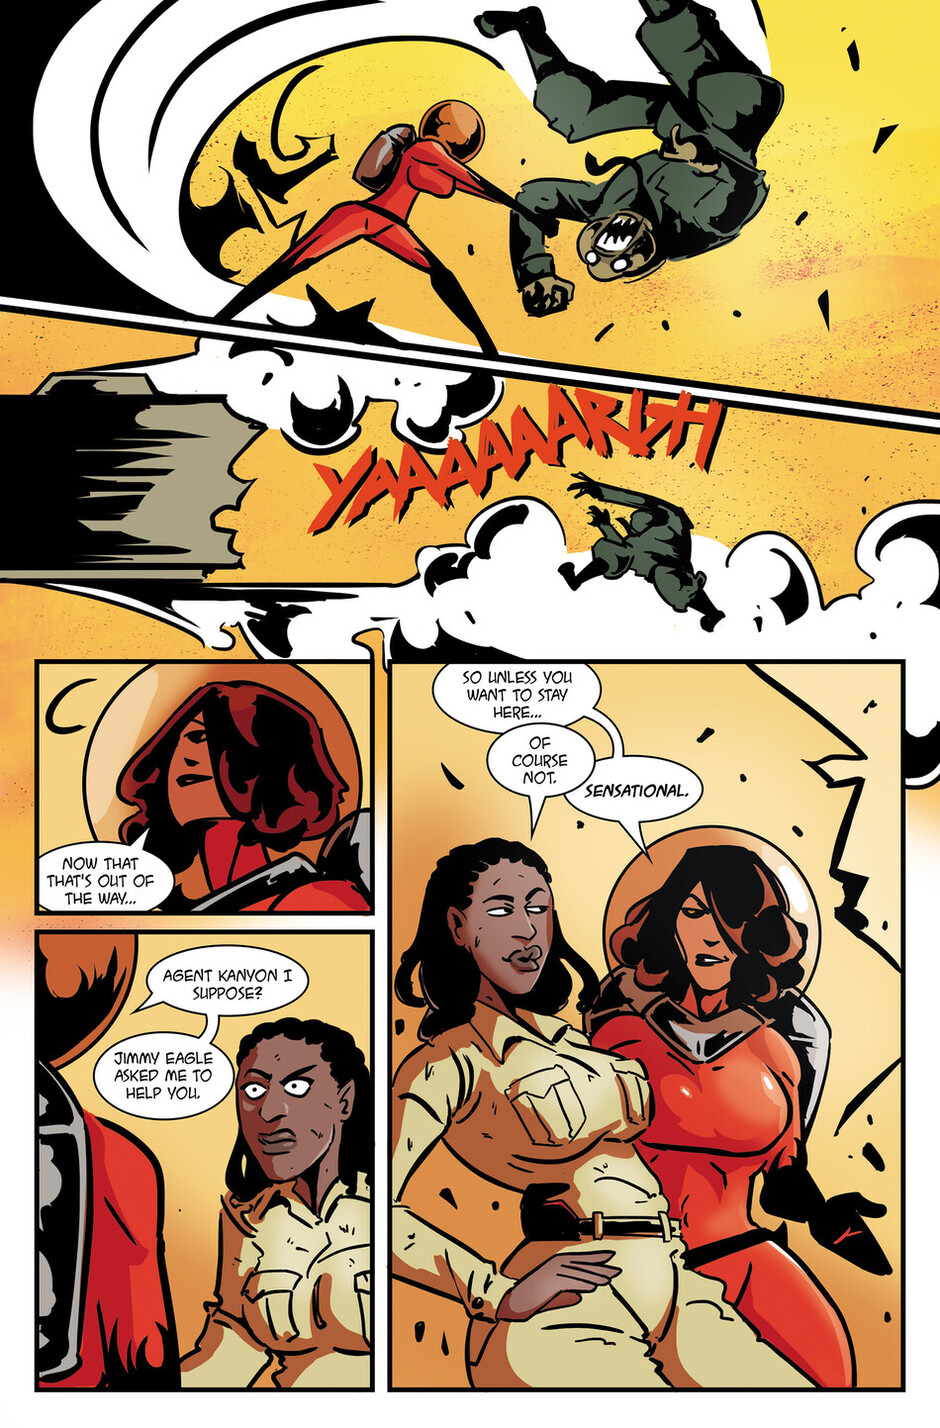 YAAAAAAARGH
NOW THAT
THAT'S OUT OF
THE WAY...
AGENT KANYON I
SUPPOSE?
JIMMY EAGLE
ASKED ME TO
HELP YOU.
SO UNLESS YOU
WANT TO STAY
HERE...
OF
COURSE
NOT.
SENSATIONAL.